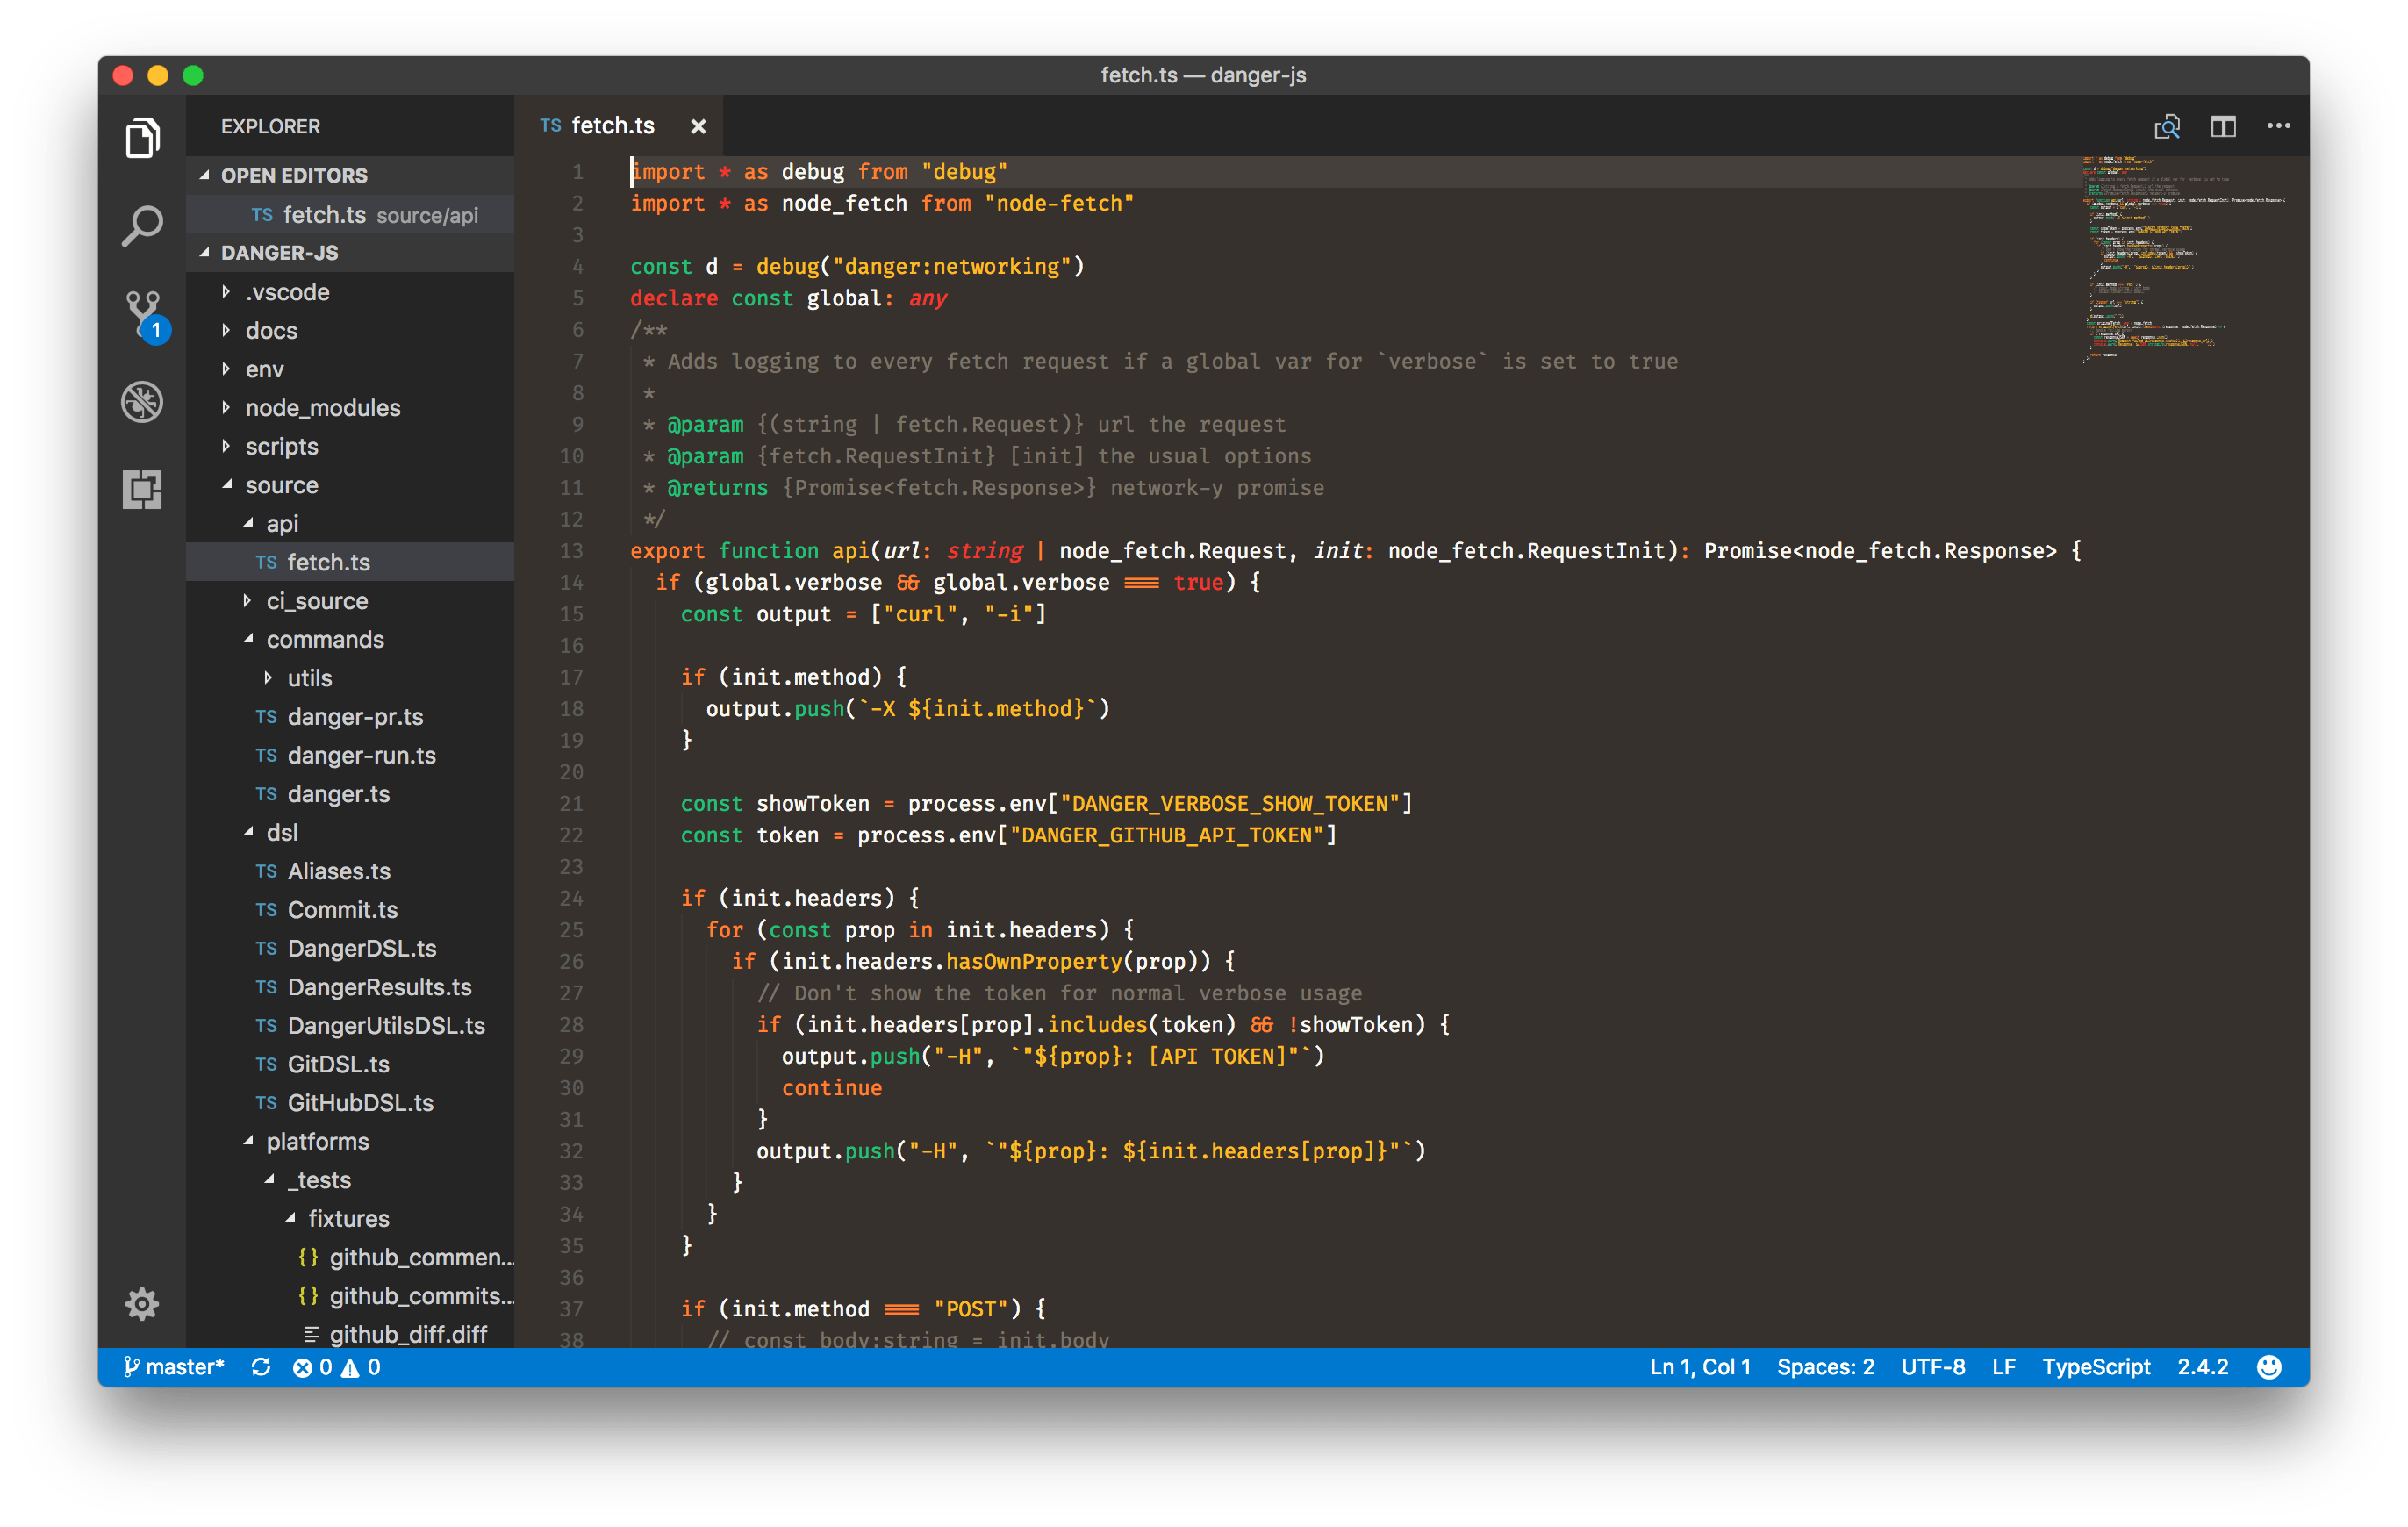 fetch.ts — danger-js
EXPLORER
OPEN EDITORS
TS fetch.ts source/api
DANGER-JS
.vscode
docs
env
node_modules
scripts
source
api
TS fetch.ts
ci_source
commands
utils
TS danger-pr.ts
TS danger-run.ts
TS danger.ts
dsl
TS Aliases.ts
TS Commit.ts
TS DangerDSL.ts
TS DangerResults.ts
TS DangerUtilsDSL.ts
TS GitDSL.ts
TS GitHubDSL.ts
platforms
_tests
fixtures
{} github_commen...
{} github_commits...
github_diff.diff
1
TS fetch.ts ×
1 import * as debug from "debug"
2 import * as node_fetch from "node-fetch"
3
4 const d = debug("danger:networking")
5 declare const global: any
6 /**
7 * Adds logging to every fetch request if a global var for `verbose` is set to true
8 *
9 * @param {(string | fetch.Request)} url the request
10 * @param {fetch.RequestInit} [init] the usual options
11 * @returns {Promise<fetch.Response>} network-y promise
12 */
13 export function api(url: string | node_fetch.Request, init: node_fetch.RequestInit): Promise<node_fetch.Response> {
14 if (global.verbose && global.verbose === true) {
15 const output = ["curl", "-i"]
16
17 if (init.method) {
18 output.push(`-X ${init.method}`)
19 }
20
21 const showToken = process.env["DANGER_VERBOSE_SHOW_TOKEN"]
22 const token = process.env["DANGER_GITHUB_API_TOKEN"]
23
24 if (init.headers) {
25 for (const prop in init.headers) {
26 if (init.headers.hasOwnProperty(prop)) {
27 // Don't show the token for normal verbose usage
28 if (init.headers[prop].includes(token) && !showToken) {
29 output.push("-H", `"${prop}: [API TOKEN]"`)
30 continue
31 }
32 output.push("-H", `"${prop}: ${init.headers[prop]}"`)
33 }
34 }
35 }
36
37 if (init.method === "POST") {
38 // const body:string = init.body
master* 0 0
Ln 1, Col 1 Spaces: 2 UTF-8 LF TypeScript 2.4.2